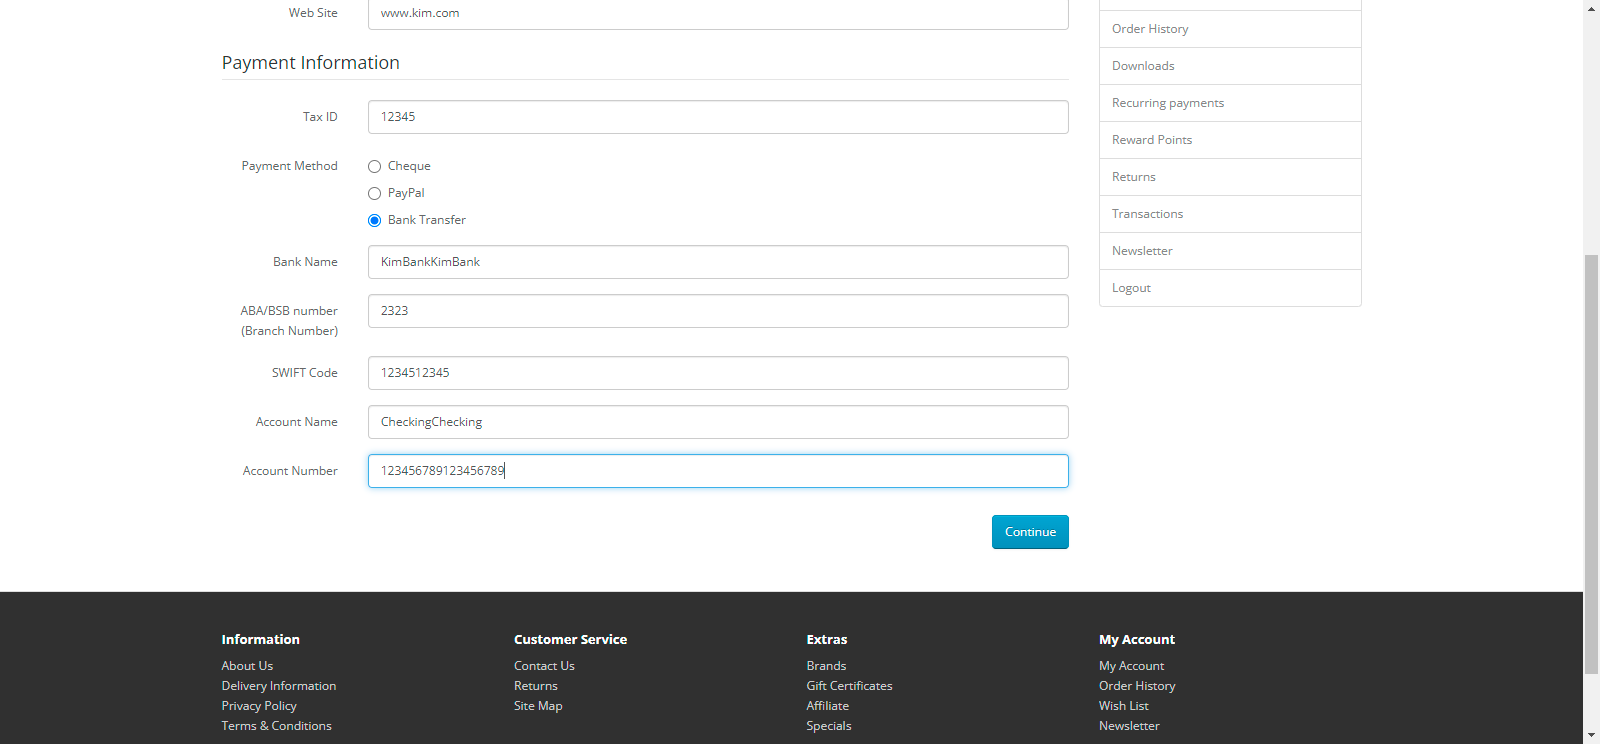 Web Site
www.kim.com
Payment Information
Tax ID
12345
Payment Method
Cheque
PayPal
Bank Transfer
Bank Name
KimBankKimBank
ABA/BSB number
(Branch Number)
2323
SWIFT Code
1234512345
Account Name
CheckingChecking
Account Number
123456789123456789
Continue
Order History
Downloads
Recurring payments
Reward Points
Returns
Transactions
Newsletter
Logout
Information
About Us
Delivery Information
Privacy Policy
Terms & Conditions
Customer Service
Contact Us
Returns
Site Map
Extras
Brands
Gift Certificates
Affiliate
Specials
My Account
My Account
Order History
Wish List
Newsletter